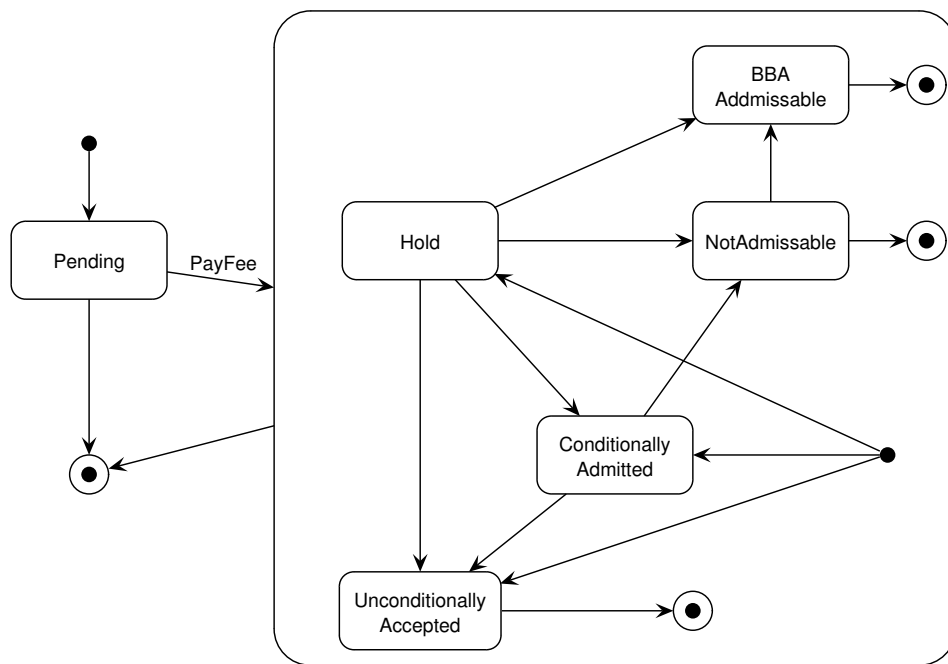 BBA
Addmissable
Pending
PayFee
Hold
NotAdmissable
Conditionally
Admitted
Unconditionally
Accepted